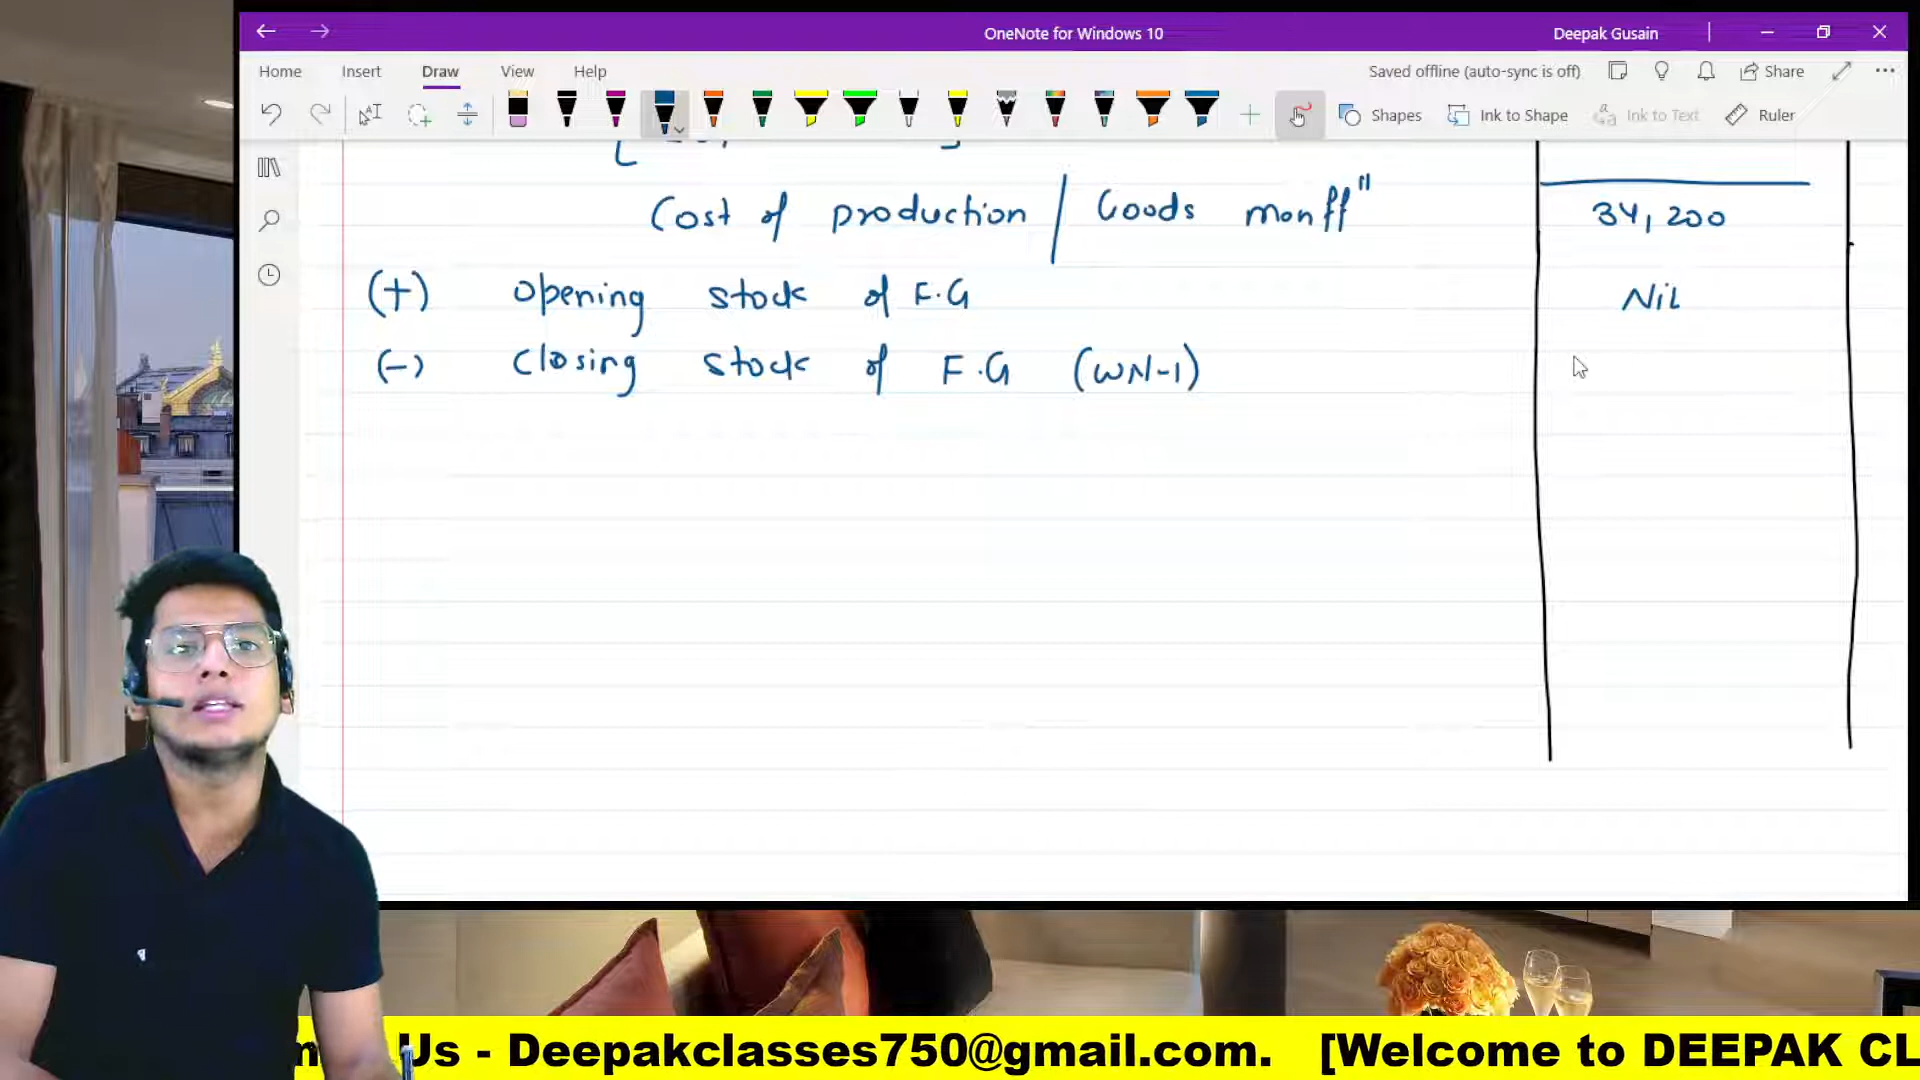 OneNote for Windows 10
Deepak Gusain
Home Insert Draw View Help
Saved offline (auto-sync is off)
Share
Shapes
Ink to Shape
Ink to Text
Ruler
Cost of production / Goods manff"
34,200
(+) Opening stock of F.G
Nil
(-) Closing stock of F.G (WN-1)
Us - Deepakclasses750@gmail.com. [Welcome to DEEPAK CL